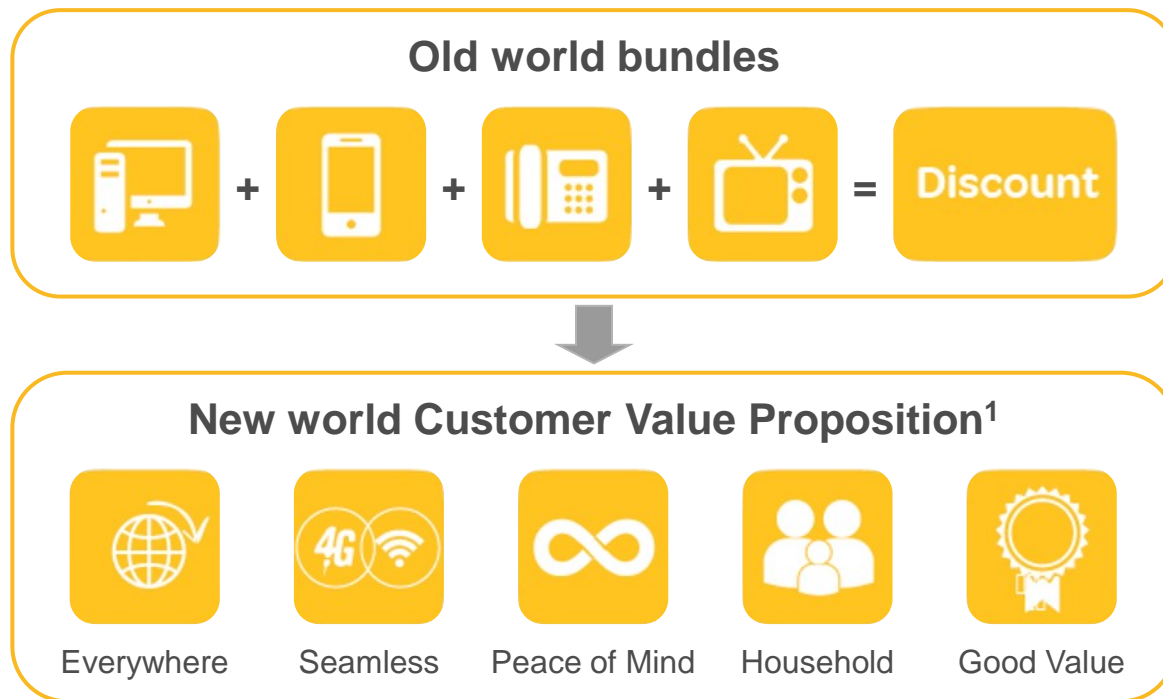 Old world bundles
+ + + = Discount
New world Customer Value Proposition¹
4G
Everywhere Seamless Peace of Mind Household Good Value